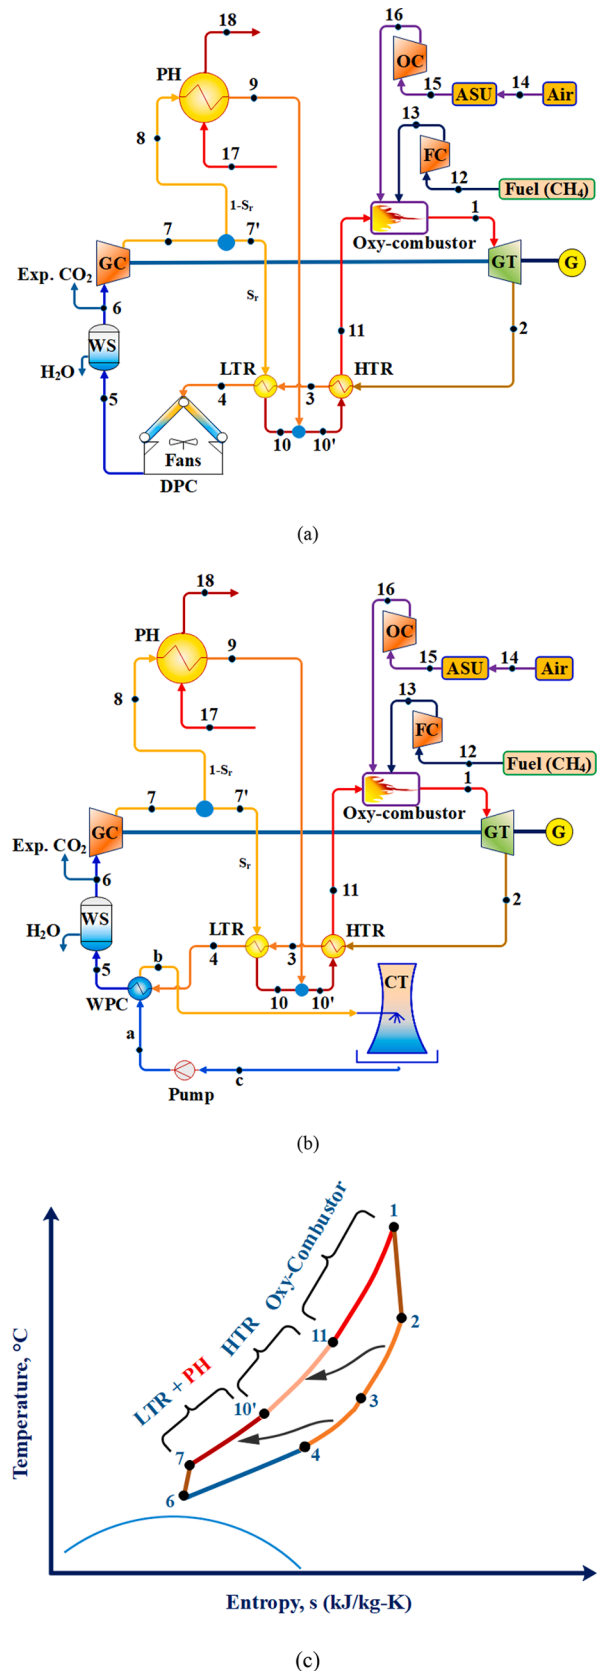 18
16
PH
OC
9
15
14
ASU
Air
13
8
17
FC
12
Fuel (CH4)
1-Sr
1
7
7'
Oxy-combustor
GC
GT
G
Exp. CO2
6
Sr
11
2
WS
H2O
LTR
HTR
5
4
3
10
10'
Fans
DPC
(a)
18
16
PH
OC
9
15
14
ASU
Air
8
13
17
FC
12
Fuel (CH4)
1-Sr
1
7
7'
Oxy-combustor
GC
GT
G
Exp. CO2
6
Sr
11
2
WS
H2O
LTR
HTR
b
4
3
5
CT
WPC
10
10'
a
c
Pump
(b)
1
Oxy-Combustor
2
HTR
11
LTR + PH
3
10'
4
7
6
Temperature, °C
Entropy, s (kJ/kg-K)
(c)